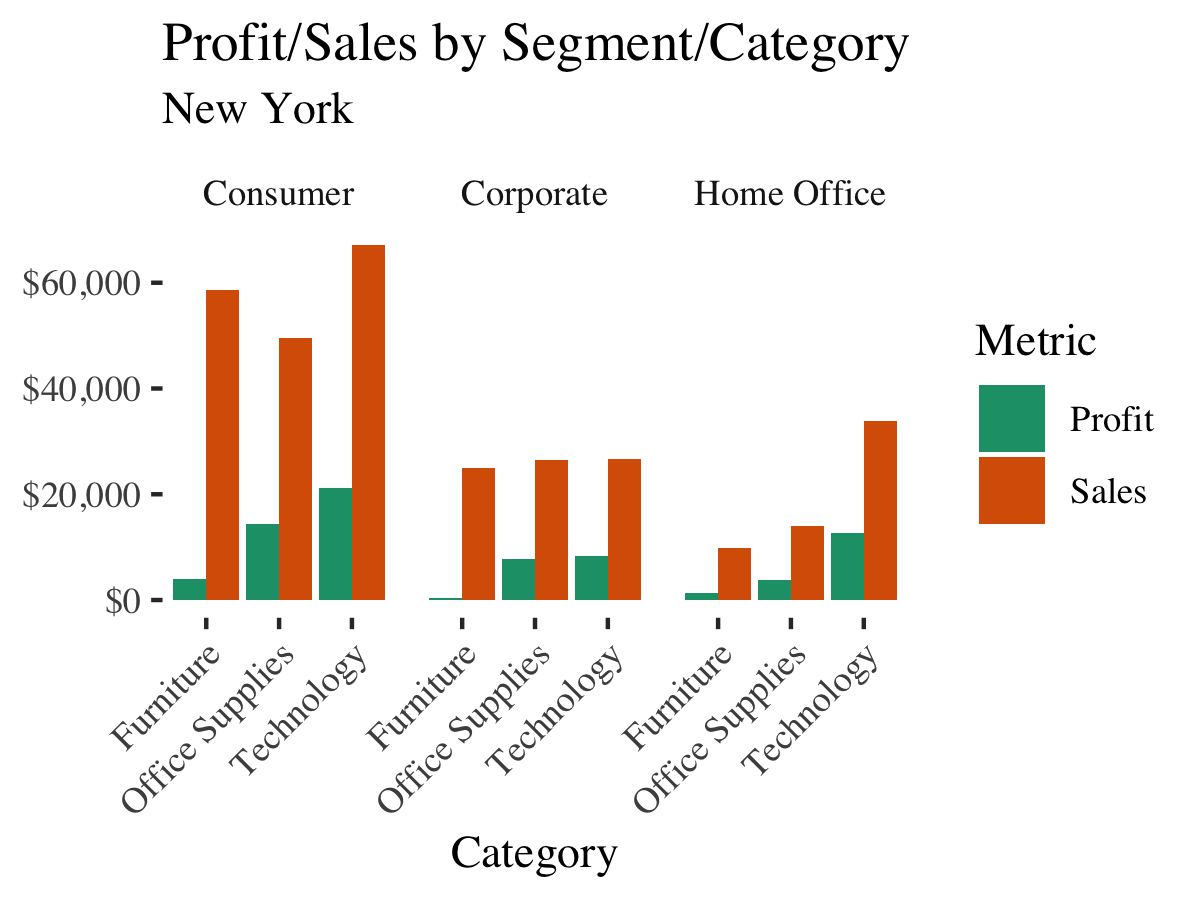 Profit/Sales by Segment/Category
New York
Consumer
Corporate
Home Office
$60,000
$40,000
$20,000
$0
Furniture
Office Supplies
Technology
Furniture
Office Supplies
Technology
Furniture
Office Supplies
Technology
Category
Metric
Profit
Sales